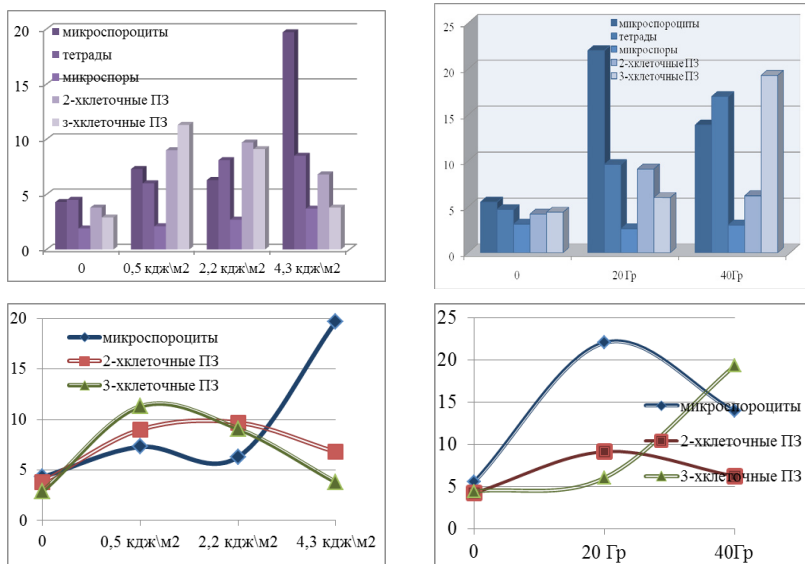 20
15
10
5
0
микроспороциты
тетрады
микроспоры
2-хклеточные ПЗ
з-хклеточные ПЗ
0
0,5 кдж\м2
2,2 кдж\м2
4,3 кдж\м2
25
20
15
10
5
0
микроспороциты
тетрады
микроспоры
2-хклеточные ПЗ
3-хклеточные ПЗ
0
20 Гр
40Гр
20
15
10
5
0
микроспороциты
2-хклеточные ПЗ
3-хклеточные ПЗ
0
0,5 кдж\м2
2,2 кдж\м2
4,3 кдж\м2
25
20
15
10
5
0
микроспороциты
2-хклеточные ПЗ
3-хклеточные ПЗ
0
20 Гр
40Гр